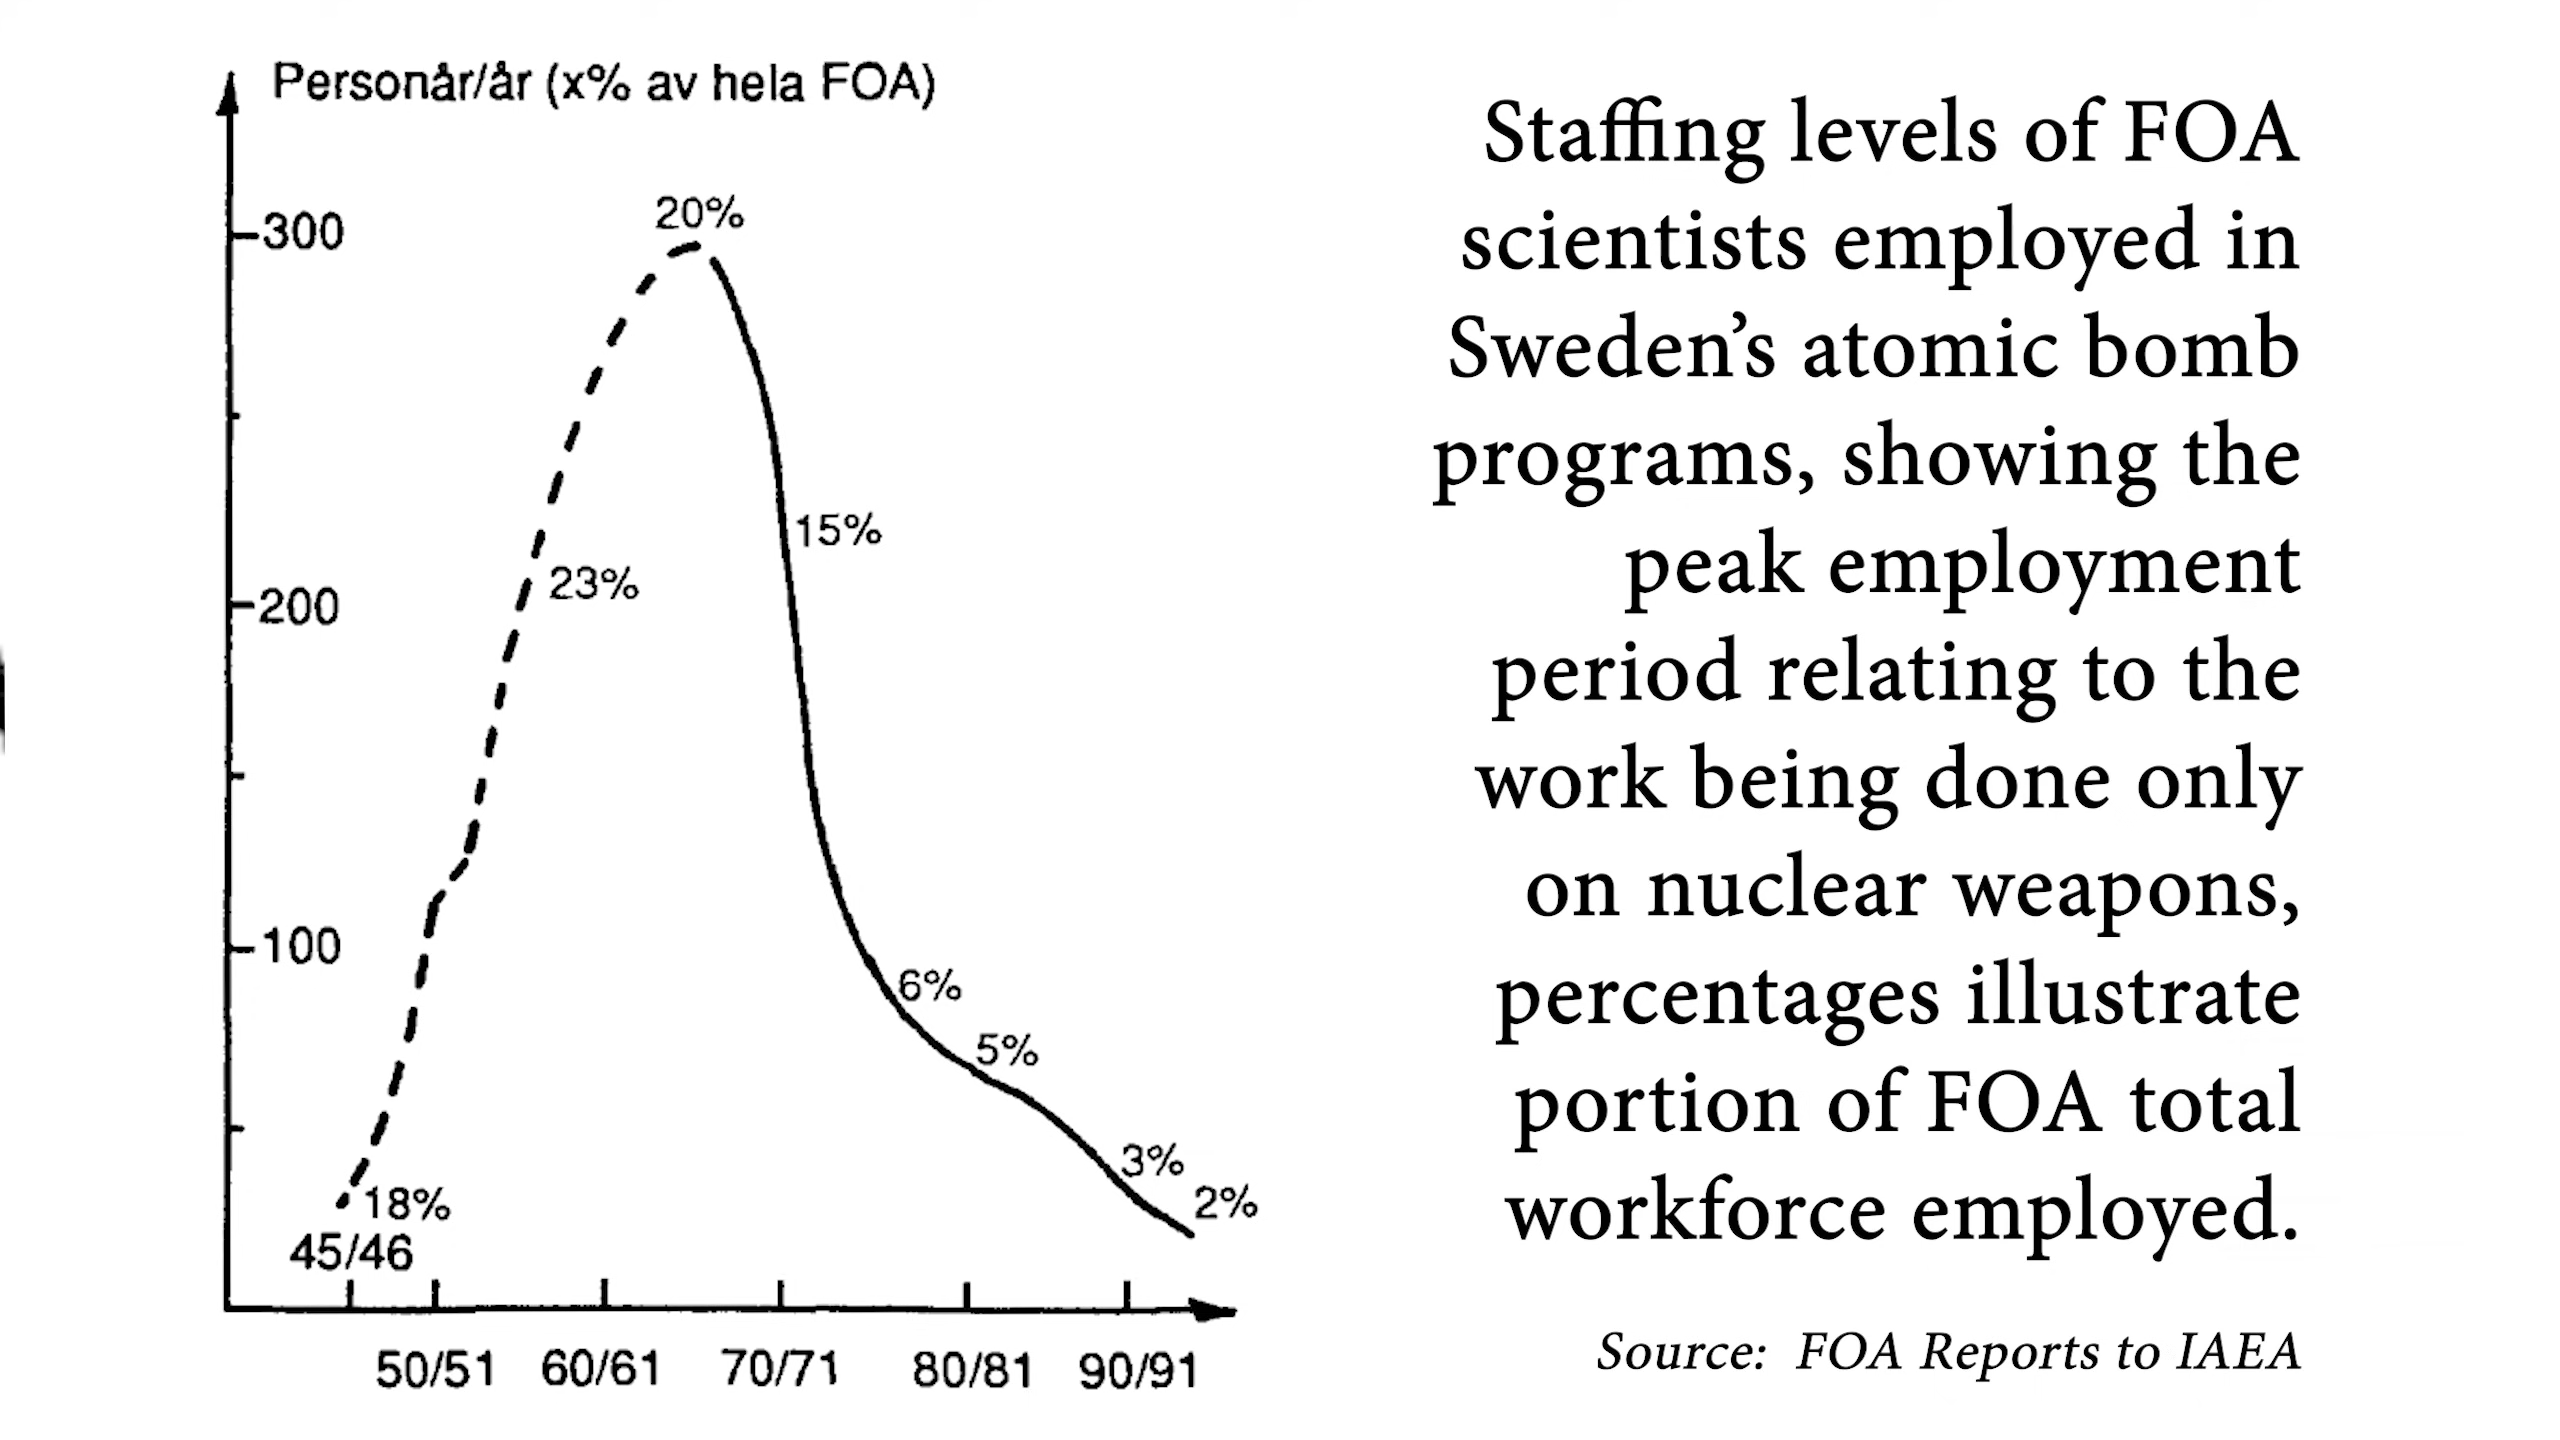 Personår/år (x% av hela FOA)
300
200
100
20%
23%
15%
6%
5%
3%
2%
18%
45/46
50/51 60/61 70/71 80/81 90/91
Staffing levels of FOA
scientists employed in
Sweden’s atomic bomb
programs, showing the
peak employment
period relating to the
work being done only
on nuclear weapons,
percentages illustrate
portion of FOA total
workforce employed.
Source: FOA Reports to IAEA